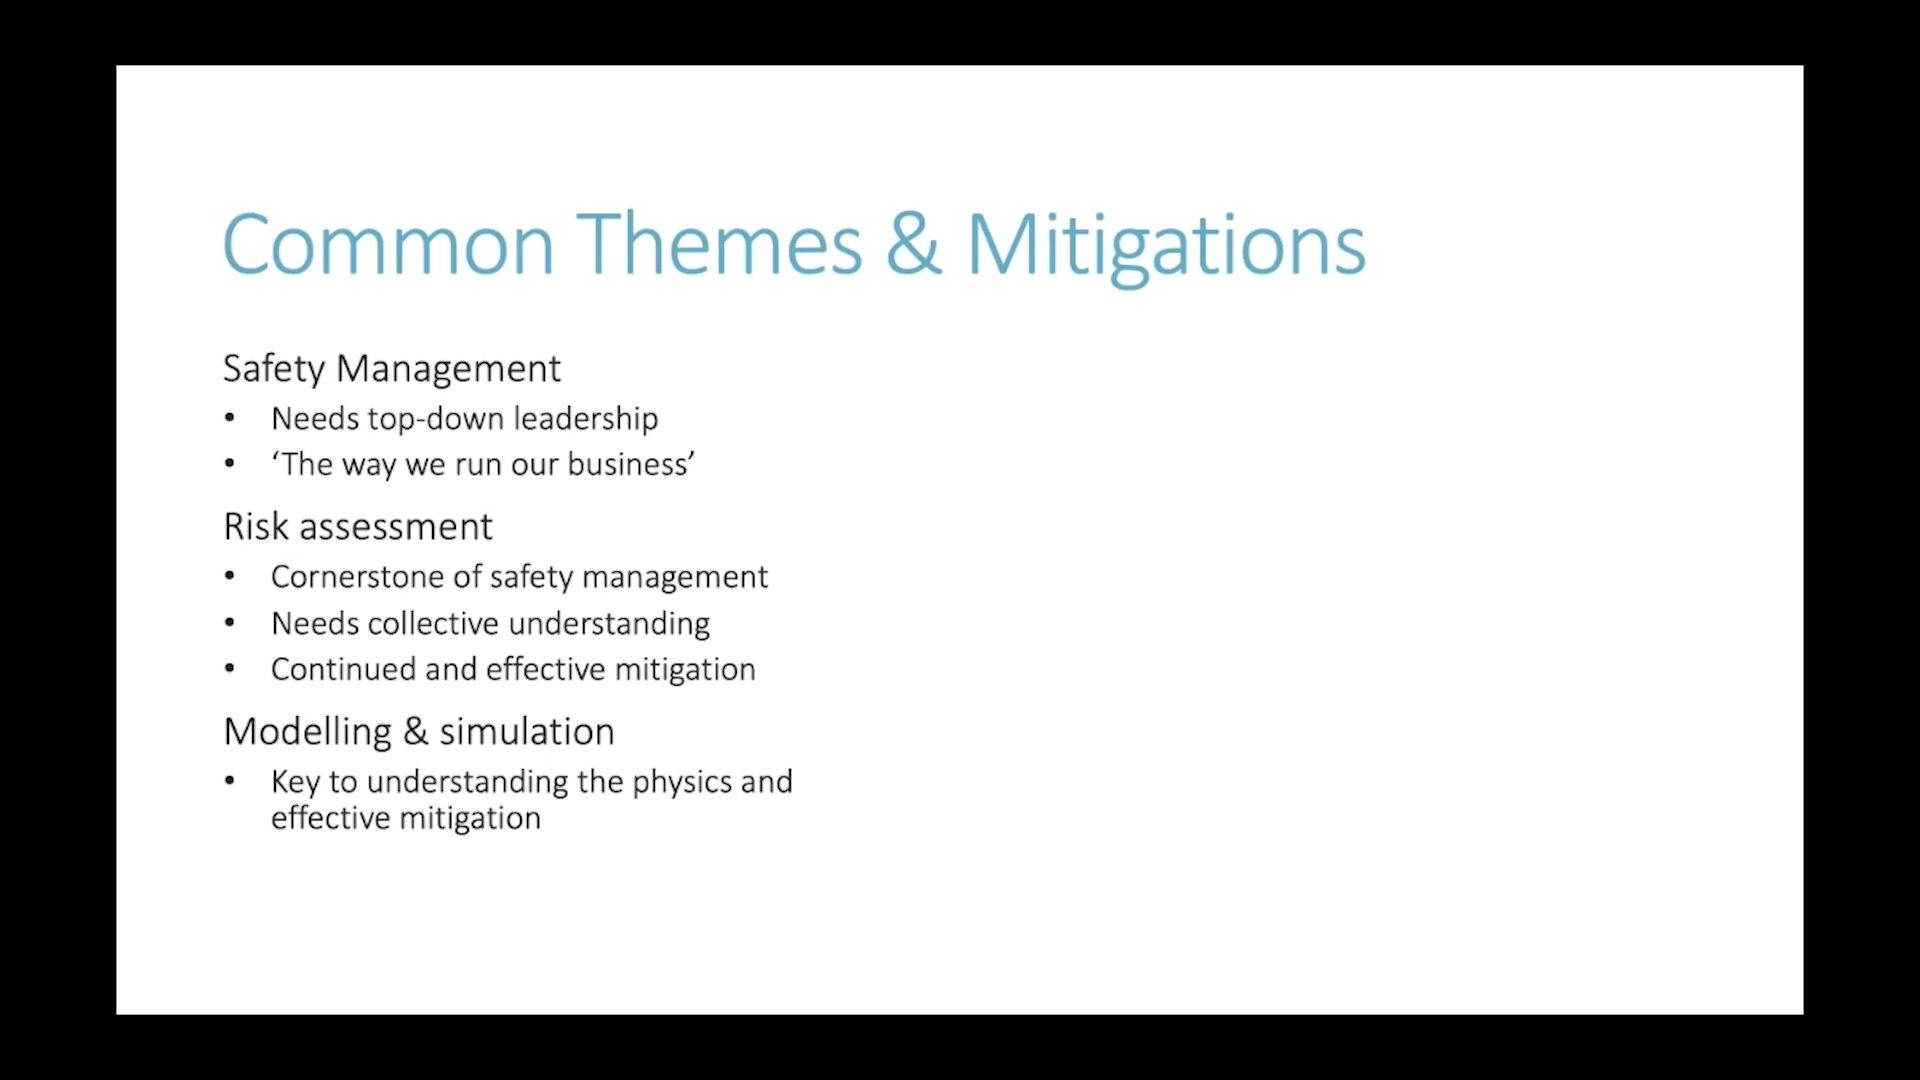 Common Themes & Mitigations
Safety Management
• Needs top-down leadership
• ‘The way we run our business’
Risk assessment
• Cornerstone of safety management
• Needs collective understanding
• Continued and effective mitigation
Modelling & simulation
• Key to understanding the physics and
effective mitigation